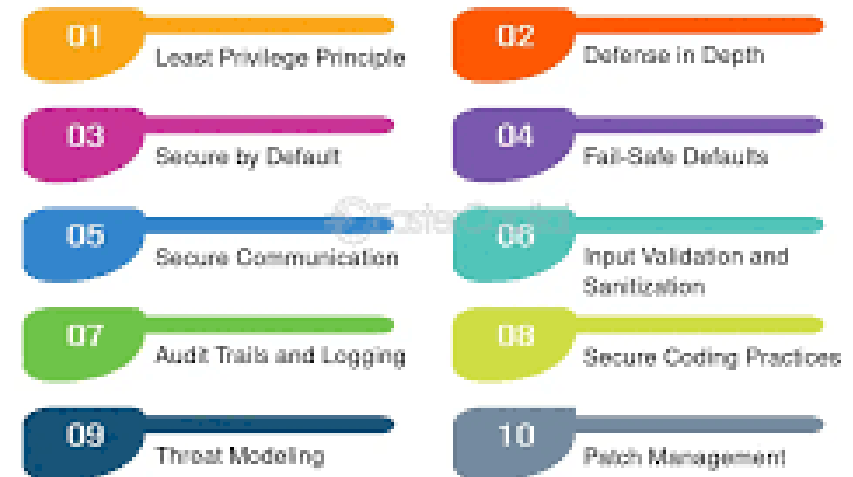 01
Least Privilege Principle
02
Defense in Depth
03
Secure by Default
04
Fail-Safe Defaults
05
Secure Communication
06
Input Validation and
Sanitization
07
Audit Trails and Logging
08
Secure Coding Practices
09
Threat Modeling
10
Patch Management